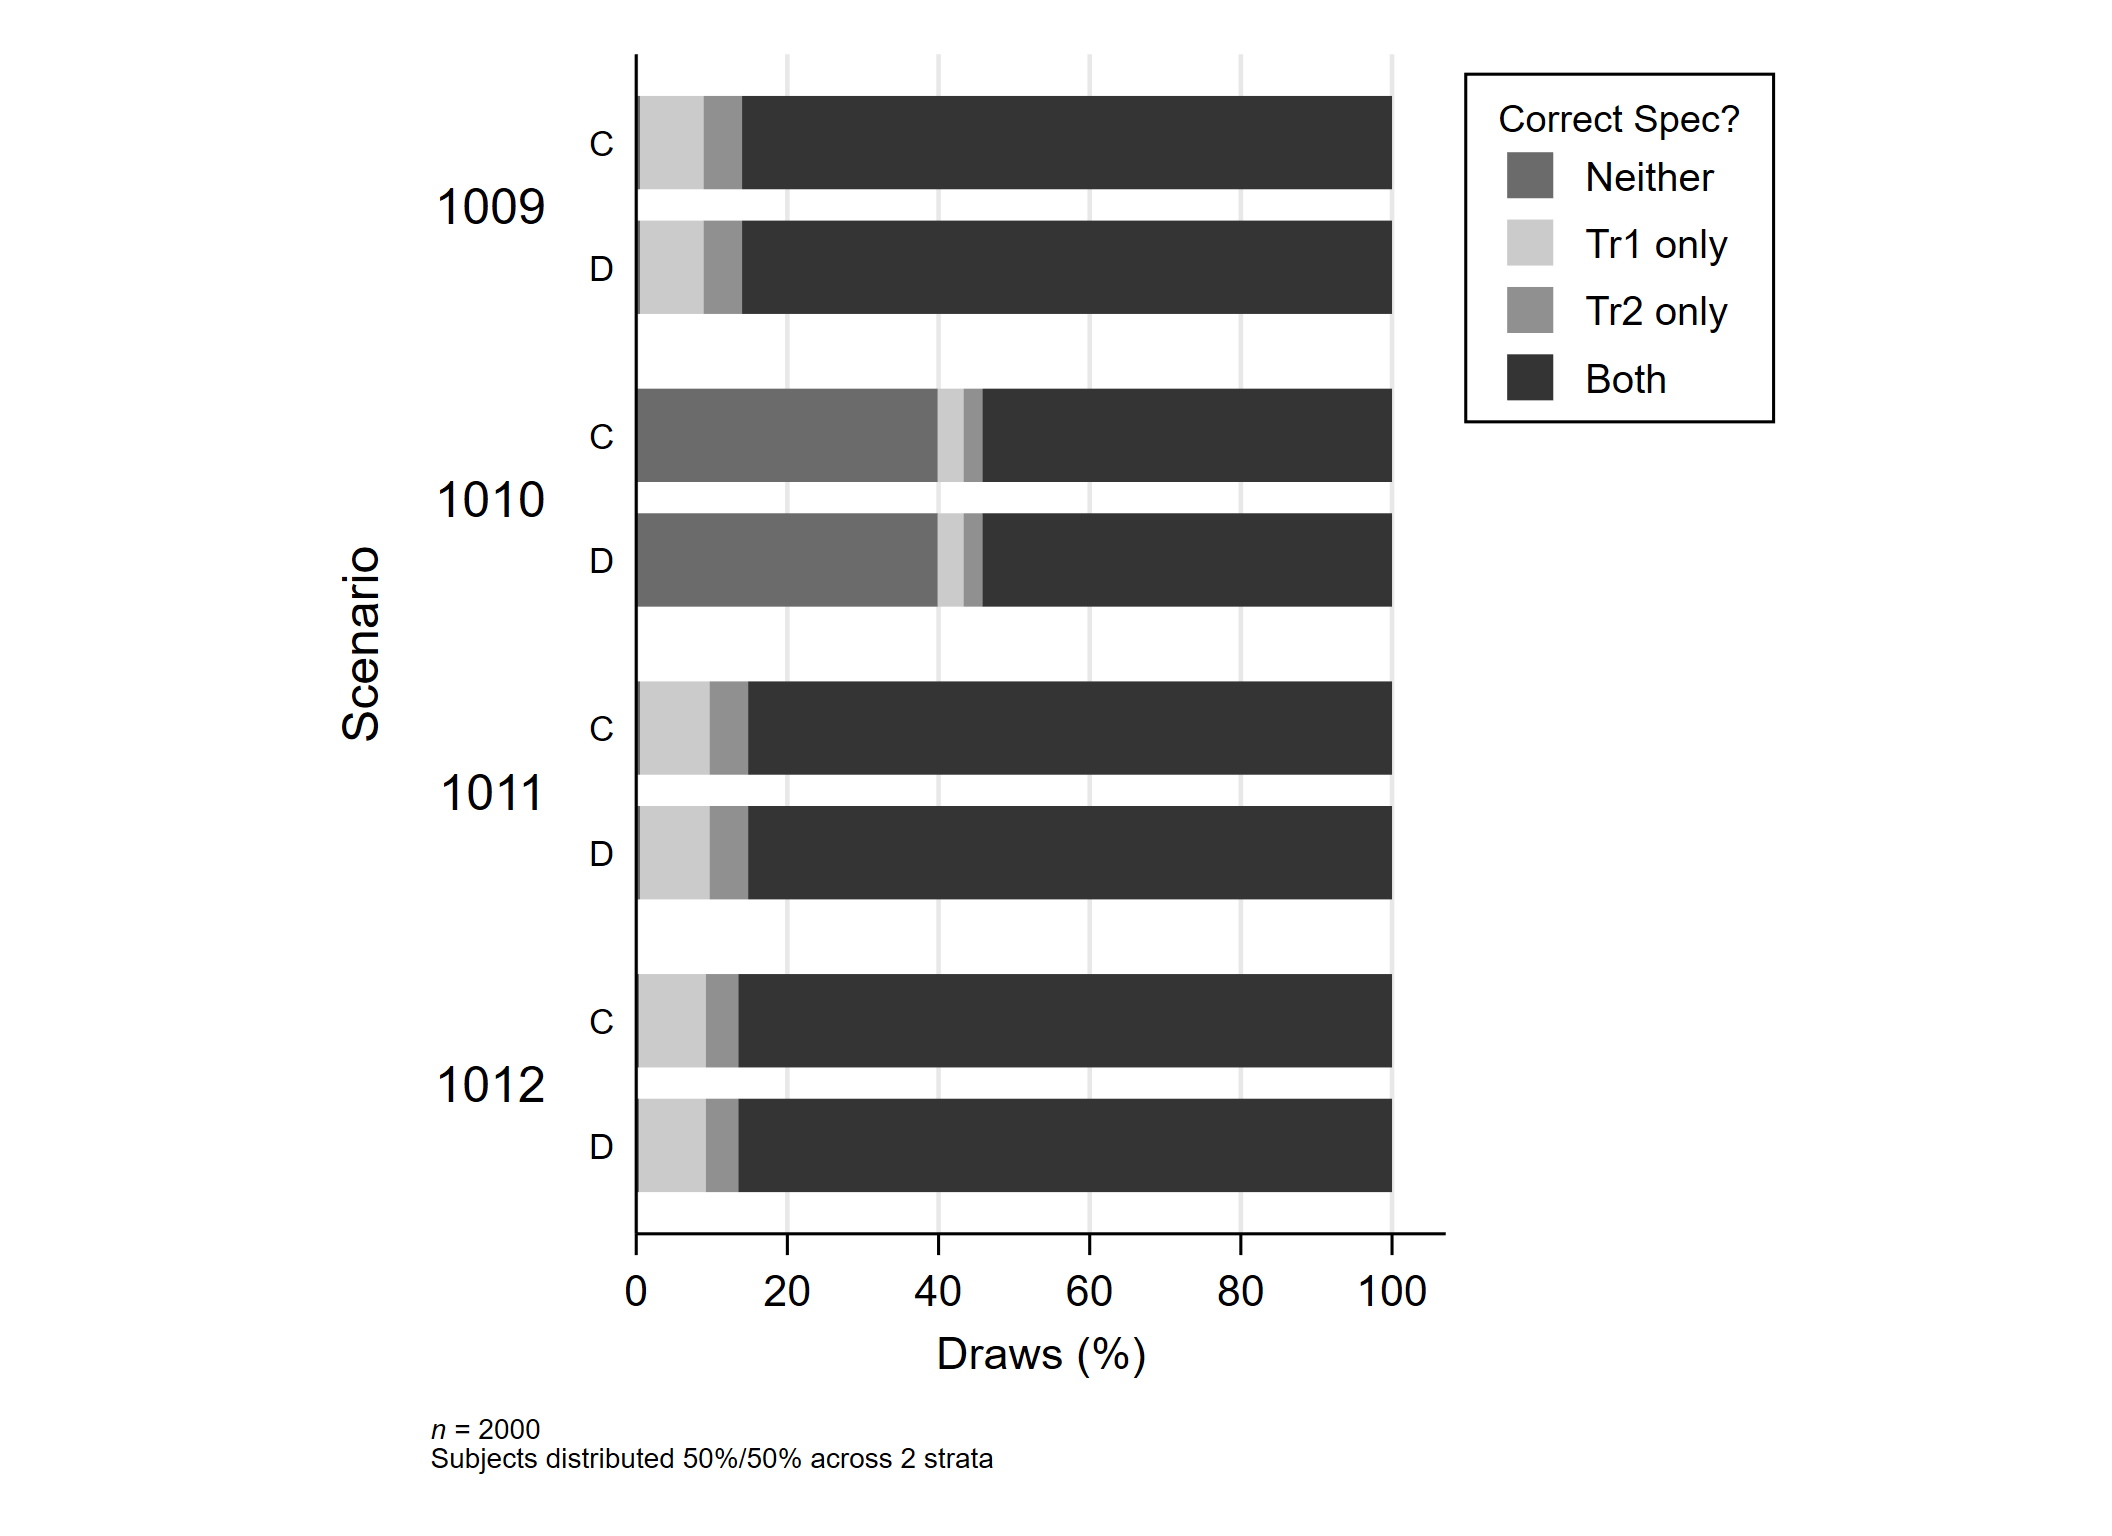 Correct Spec?
Neither
Tr1 only
Tr2 only
Both
Scenario
1009
C
D
1010
C
D
1011
C
D
1012
C
D
0 20 40 60 80 100
Draws (%)
n = 2000
Subjects distributed 50%/50% across 2 strata